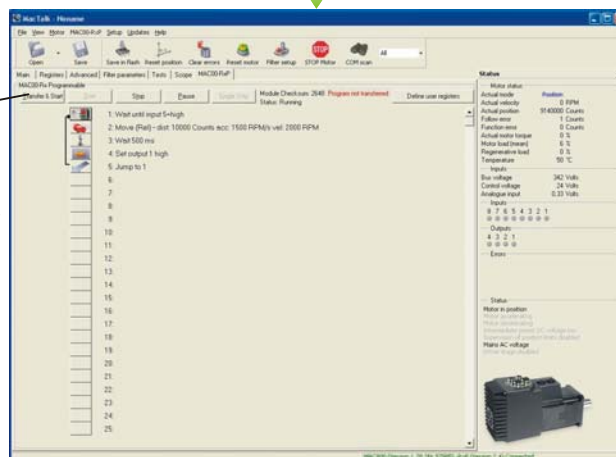 MacTalk - Noname
File View Motor MAC00-RxP Setup Updates Help
Open Save Save in flash Reset position Clear errors Reset motor Filter setup STOP Motor COM scan All
Main Registers Advanced Filter parameters Tests Scope MAC00-RxP
MAC00-Rx Programmable
Transfer & Start Start Stop Pause Single Step Module Checksum: 2648 Program not transferred Define user registers
Status: Running
1: Wait until input 5=high
2: Move (Rel) - dist: 10000 Counts acc: 1500 RPM/s vel: 2000 RPM
3: Wait 500 ms
4: Set output 1 high
5: Jump to 1
6:
7:
8:
9:
10:
11:
12:
13:
14:
15:
16:
17:
18:
19:
20:
21:
22:
23:
24:
25:
Status
Motor status
Actual mode Position
Actual velocity 0 RPM
Actual position 9140000 Counts
Follow error 1 Counts
Function error 0 Counts
Actual motor torque 0 %
Motor load (mean) 6 %
Regenerative load 0 %
Temperature 50 °C
Inputs
Bus voltage 342 Volts
Control voltage 24 Volts
Analogue input 0.33 Volts
Inputs
8 7 6 5 4 3 2 1
Outputs
4 3 2 1
Errors
Status
Motor in position
Motor accelerating
Motor decelerating
Mains AC voltage